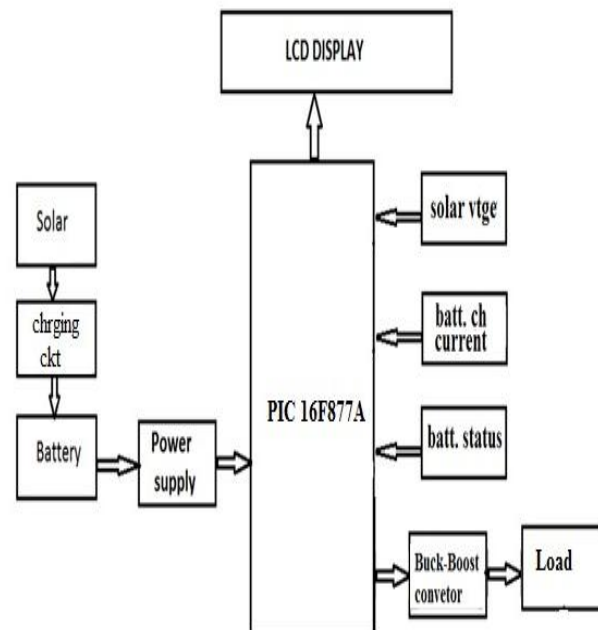 LCD DISPLAY
Solar
solar vtge
chrging
ckt
batt. ch
current
PIC 16F877A
Battery
Power
supply
batt. status
Buck-Boost
convetor
Load